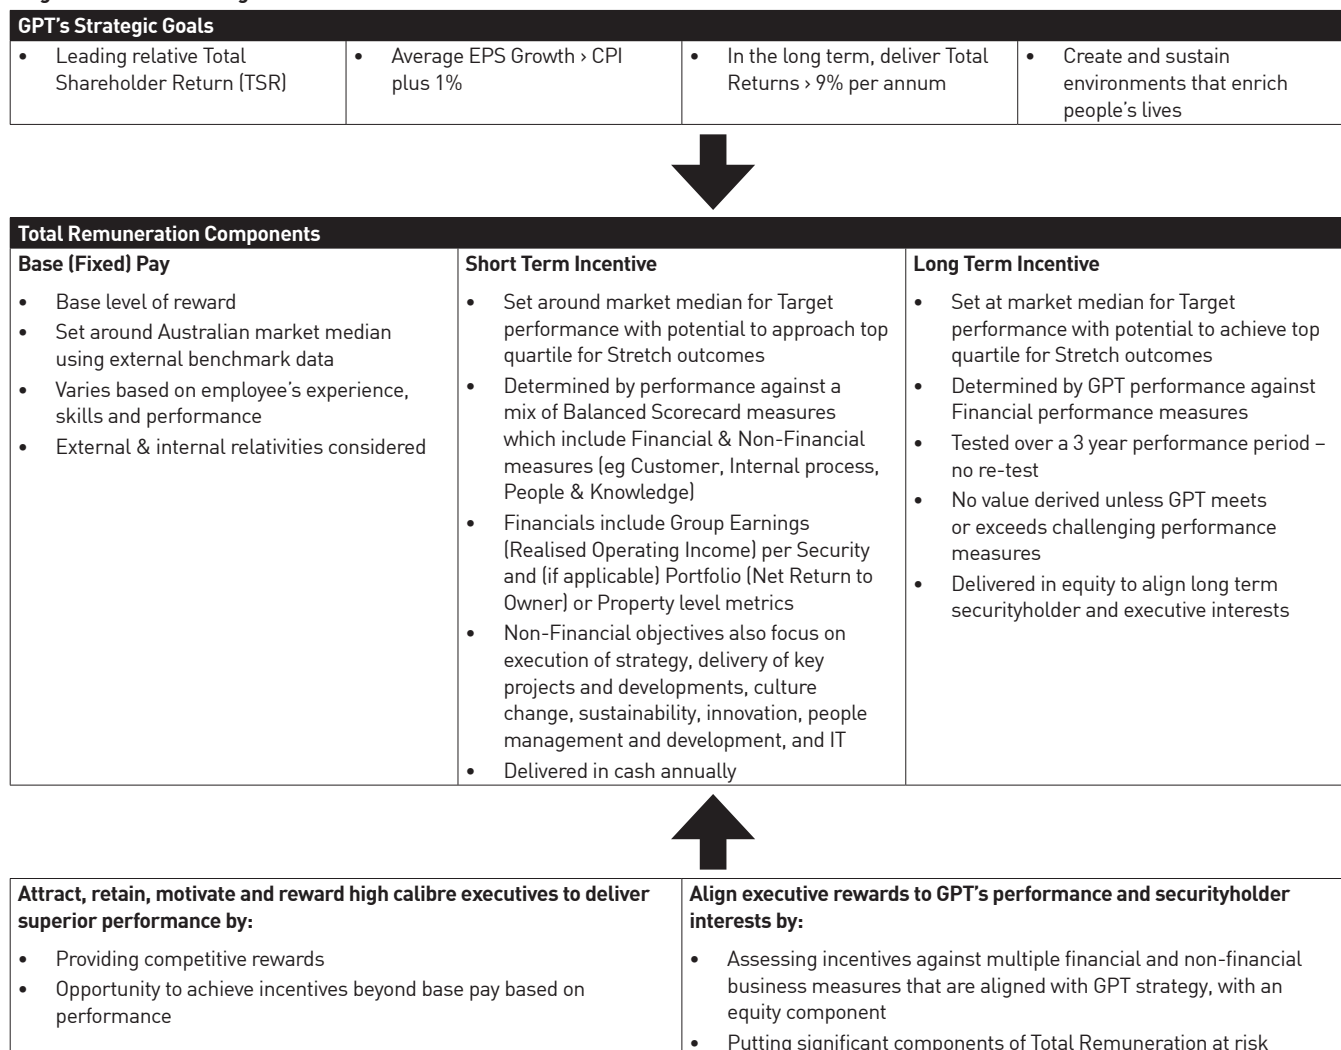 GPT's Strategic Goals
• Leading relative Total
Shareholder Return (TSR)
• Average EPS Growth › CPI
plus 1%
• In the long term, deliver Total
Returns › 9% per annum
• Create and sustain
environments that enrich
people's lives
Total Remuneration Components
Base (Fixed) Pay
• Base level of reward
• Set around Australian market median
using external benchmark data
• Varies based on employee's experience,
skills and performance
• External & internal relativities considered
Short Term Incentive
• Set around market median for Target
performance with potential to approach top
quartile for Stretch outcomes
• Determined by performance against a
mix of Balanced Scorecard measures
which include Financial & Non-Financial
measures (eg Customer, Internal process,
People & Knowledge)
• Financials include Group Earnings
(Realised Operating Income) per Security
and (if applicable) Portfolio (Net Return to
Owner) or Property level metrics
• Non-Financial objectives also focus on
execution of strategy, delivery of key
projects and developments, culture
change, sustainability, innovation, people
management and development, and IT
• Delivered in cash annually
Long Term Incentive
• Set at market median for Target
performance with potential to achieve top
quartile for Stretch outcomes
• Determined by GPT performance against
Financial performance measures
• Tested over a 3 year performance period –
no re-test
• No value derived unless GPT meets
or exceeds challenging performance
measures
• Delivered in equity to align long term
securityholder and executive interests
Attract, retain, motivate and reward high calibre executives to deliver
superior performance by:
• Providing competitive rewards
• Opportunity to achieve incentives beyond base pay based on
performance
Align executive rewards to GPT's performance and securityholder
interests by:
• Assessing incentives against multiple financial and non-financial
business measures that are aligned with GPT strategy, with an
equity component
• Putting significant components of Total Remuneration at risk